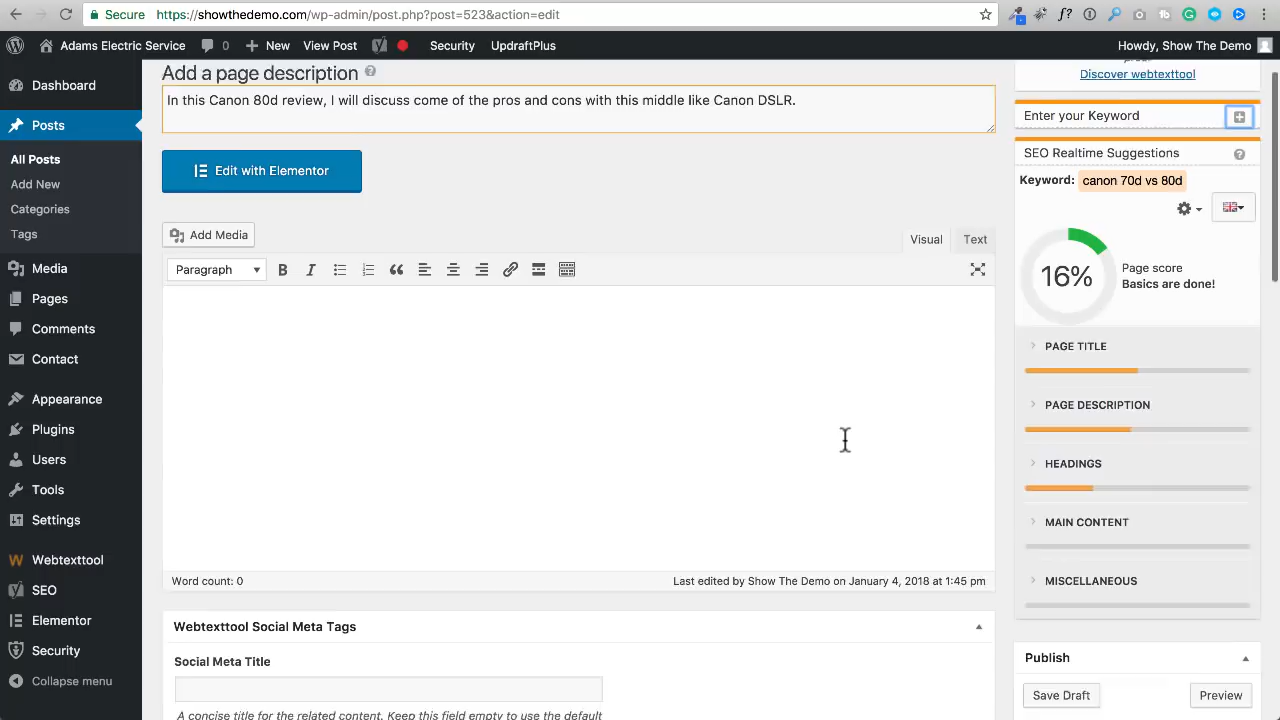 Secure https://showthedemo.com/wp-admin/post.php?post=523&action=edit
Adams Electric Service 0 New View Post Security UpdraftPlus Howdy, Show The Demo
Dashboard
Posts
All Posts
Add New
Categories
Tags
Media
Pages
Comments
Contact
Appearance
Plugins
Users
Tools
Settings
Webtexttool
SEO
Elementor
Security
Collapse menu
Add a page description
In this Canon 80d review, I will discuss come of the pros and cons with this middle like Canon DSLR.
Edit with Elementor
Add Media
Visual Text
Paragraph
Word count: 0 Last edited by Show The Demo on January 4, 2018 at 1:45 pm
Webtexttool Social Meta Tags
Social Meta Title
A concise title for the related content. Keep this field empty to use the default
Discover webtexttool
Enter your Keyword
SEO Realtime Suggestions
Keyword: canon 70d vs 80d
16%
Page score
Basics are done!
PAGE TITLE
PAGE DESCRIPTION
HEADINGS
MAIN CONTENT
MISCELLANEOUS
Publish
Save Draft Preview